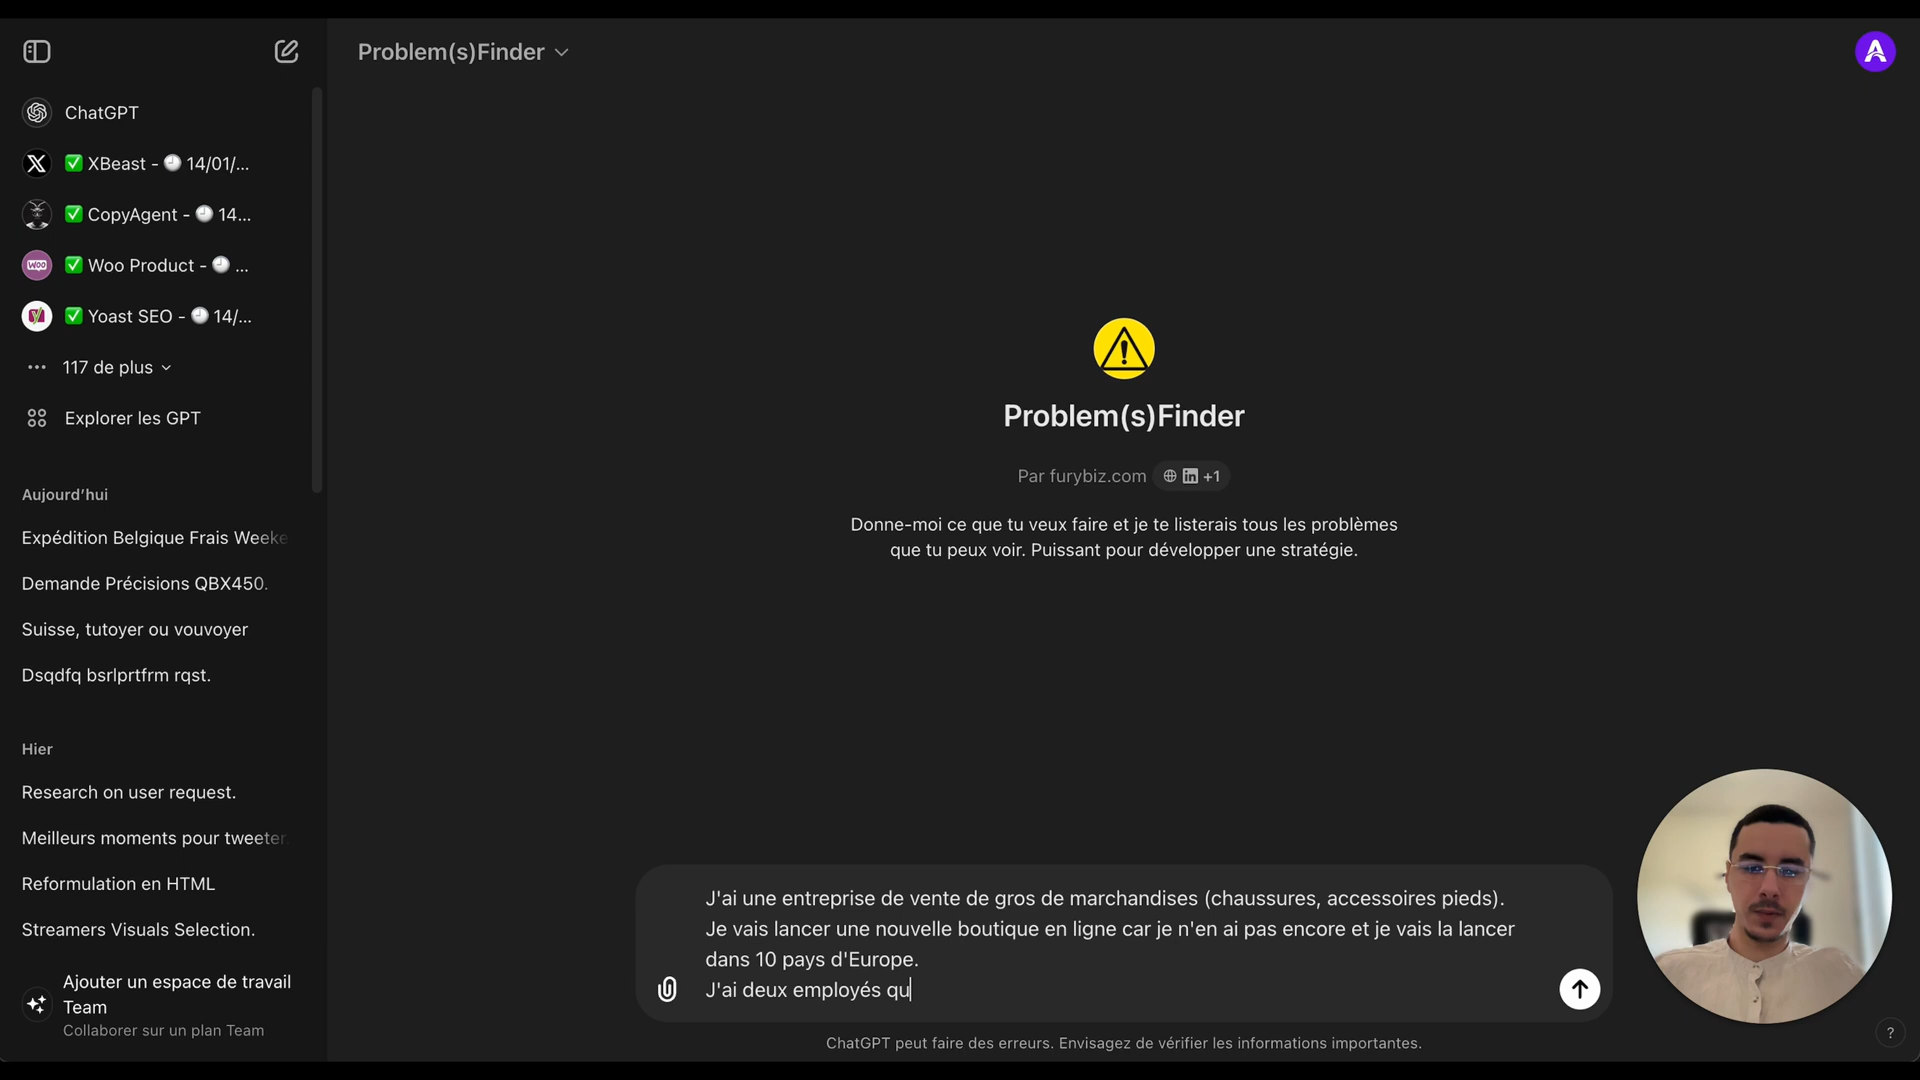 Problem(s)Finder
ChatGPT
✅ XBeast - 🕘 14/01/...
✅ CopyAgent - 🕘 14...
WOO
✅ Woo Product - 🕘 ...
✅ Yoast SEO - 🕘 14/...
117 de plus
Explorer les GPT
Aujourd’hui
Expédition Belgique Frais Weeke
Demande Précisions QBX450.
Suisse, tutoyer ou vouvoyer
Dsqdfq bsrlprtfrm rqst.
Hier
Research on user request.
Meilleurs moments pour tweeter.
Reformulation en HTML
Streamers Visuals Selection.
Ajouter un espace de travail
Team
Collaborer sur un plan Team
Problem(s)Finder
Par furybiz.com in +1
Donne-moi ce que tu veux faire et je te listerais tous les problèmes
que tu peux voir. Puissant pour développer une stratégie.
J'ai une entreprise de vente de gros de marchandises (chaussures, accessoires pieds).
Je vais lancer une nouvelle boutique en ligne car je n'en ai pas encore et je vais la lancer
dans 10 pays d'Europe.
J'ai deux employés qu
ChatGPT peut faire des erreurs. Envisagez de vérifier les informations importantes.
?